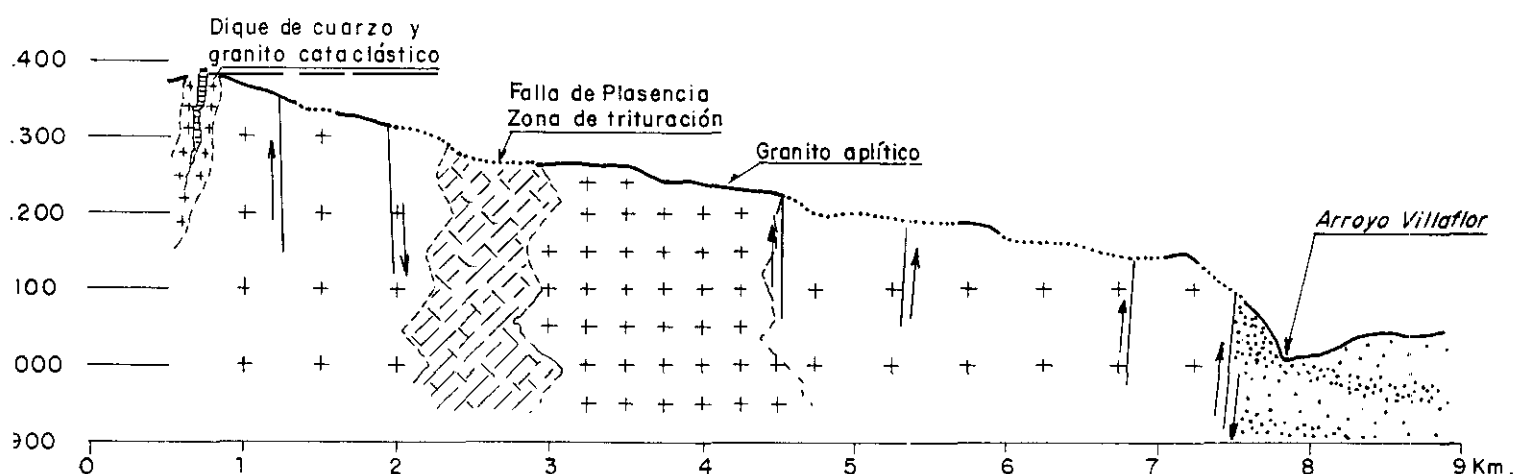 Dique de cuarzo y
granito cataclástico
Falla de Plasencia
Zona de trituración
Granito aplítico
Arroyo Villaflor
.400
.300
.200
.100
000
900
0 1 2 3 4 5 6 7 8 9 Km.